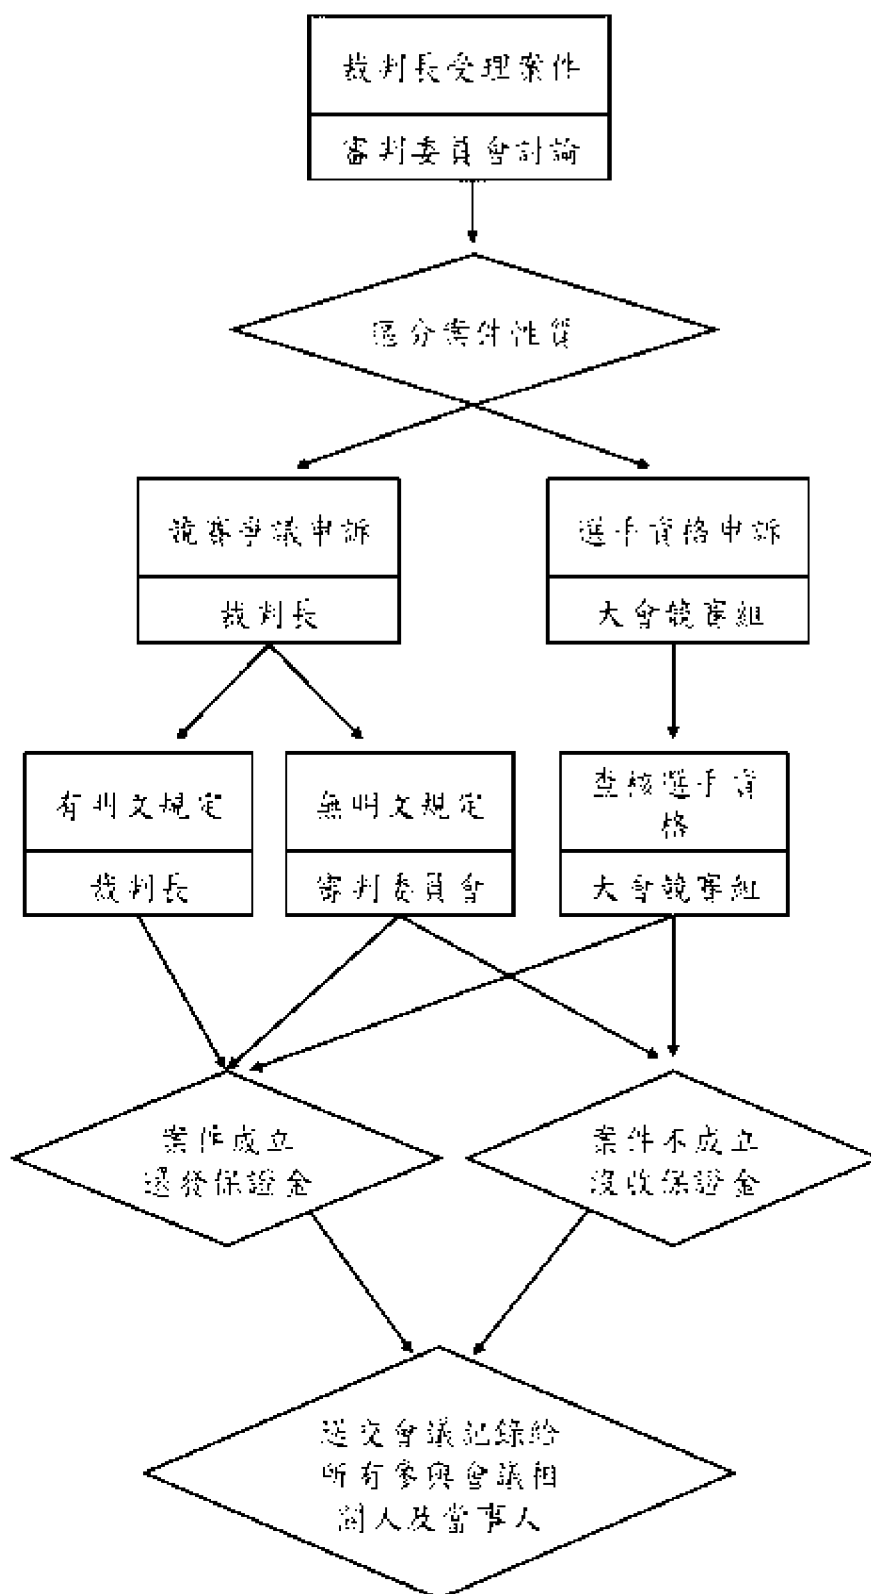 裁判長受理案件
審判委員會討論
區分案件性質
競賽爭議申訴
裁判長
選手資格申訴
大會競賽組
有明文規定
裁判長
無明文規定
審判委員會
查核選手資
格
大會競賽組
案件成立
退發保證金
案件不成立
沒收保證金
送交會議記錄給
所有參與會議相
關人及當事人